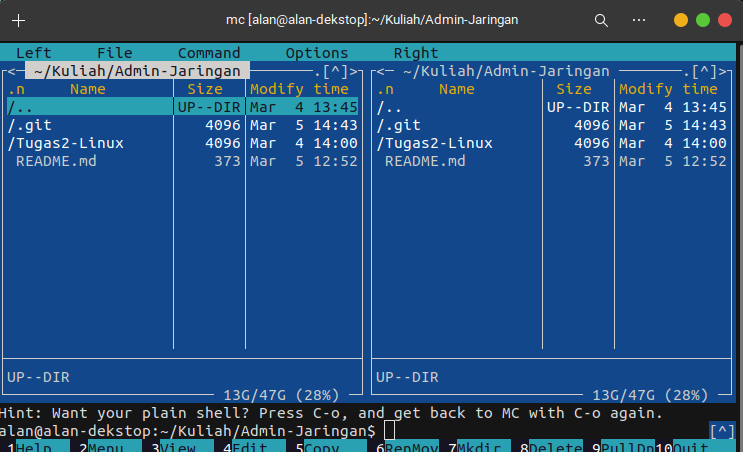 mc [alan@alan-dekstop]:~/Kuliah/Admin-Jaringan
Left File Command Options Right
<─ ~/Kuliah/Admin-Jaringan ──.[^]> <─ ~/Kuliah/Admin-Jaringan ──.[^]>
.n Name Size Modify time .n Name Size Modify time
/.. UP--DIR Mar 4 13:45 /.. UP--DIR Mar 4 13:45
/.git 4096 Mar 5 14:43 /.git 4096 Mar 5 14:43
/Tugas2-Linux 4096 Mar 4 14:00 /Tugas2-Linux 4096 Mar 4 14:00
README.md 373 Mar 5 12:52 README.md 373 Mar 5 12:52
UP--DIR UP--DIR
13G/47G (28%) 13G/47G (28%)
Hint: Want your plain shell? Press C-o, and get back to MC with C-o again.
alan@alan-dekstop:~/Kuliah/Admin-Jaringan$ [^]
1Help 2Menu 3View 4Edit 5Copy 6RenMov 7Mkdir 8Delete 9PullDn10Quit